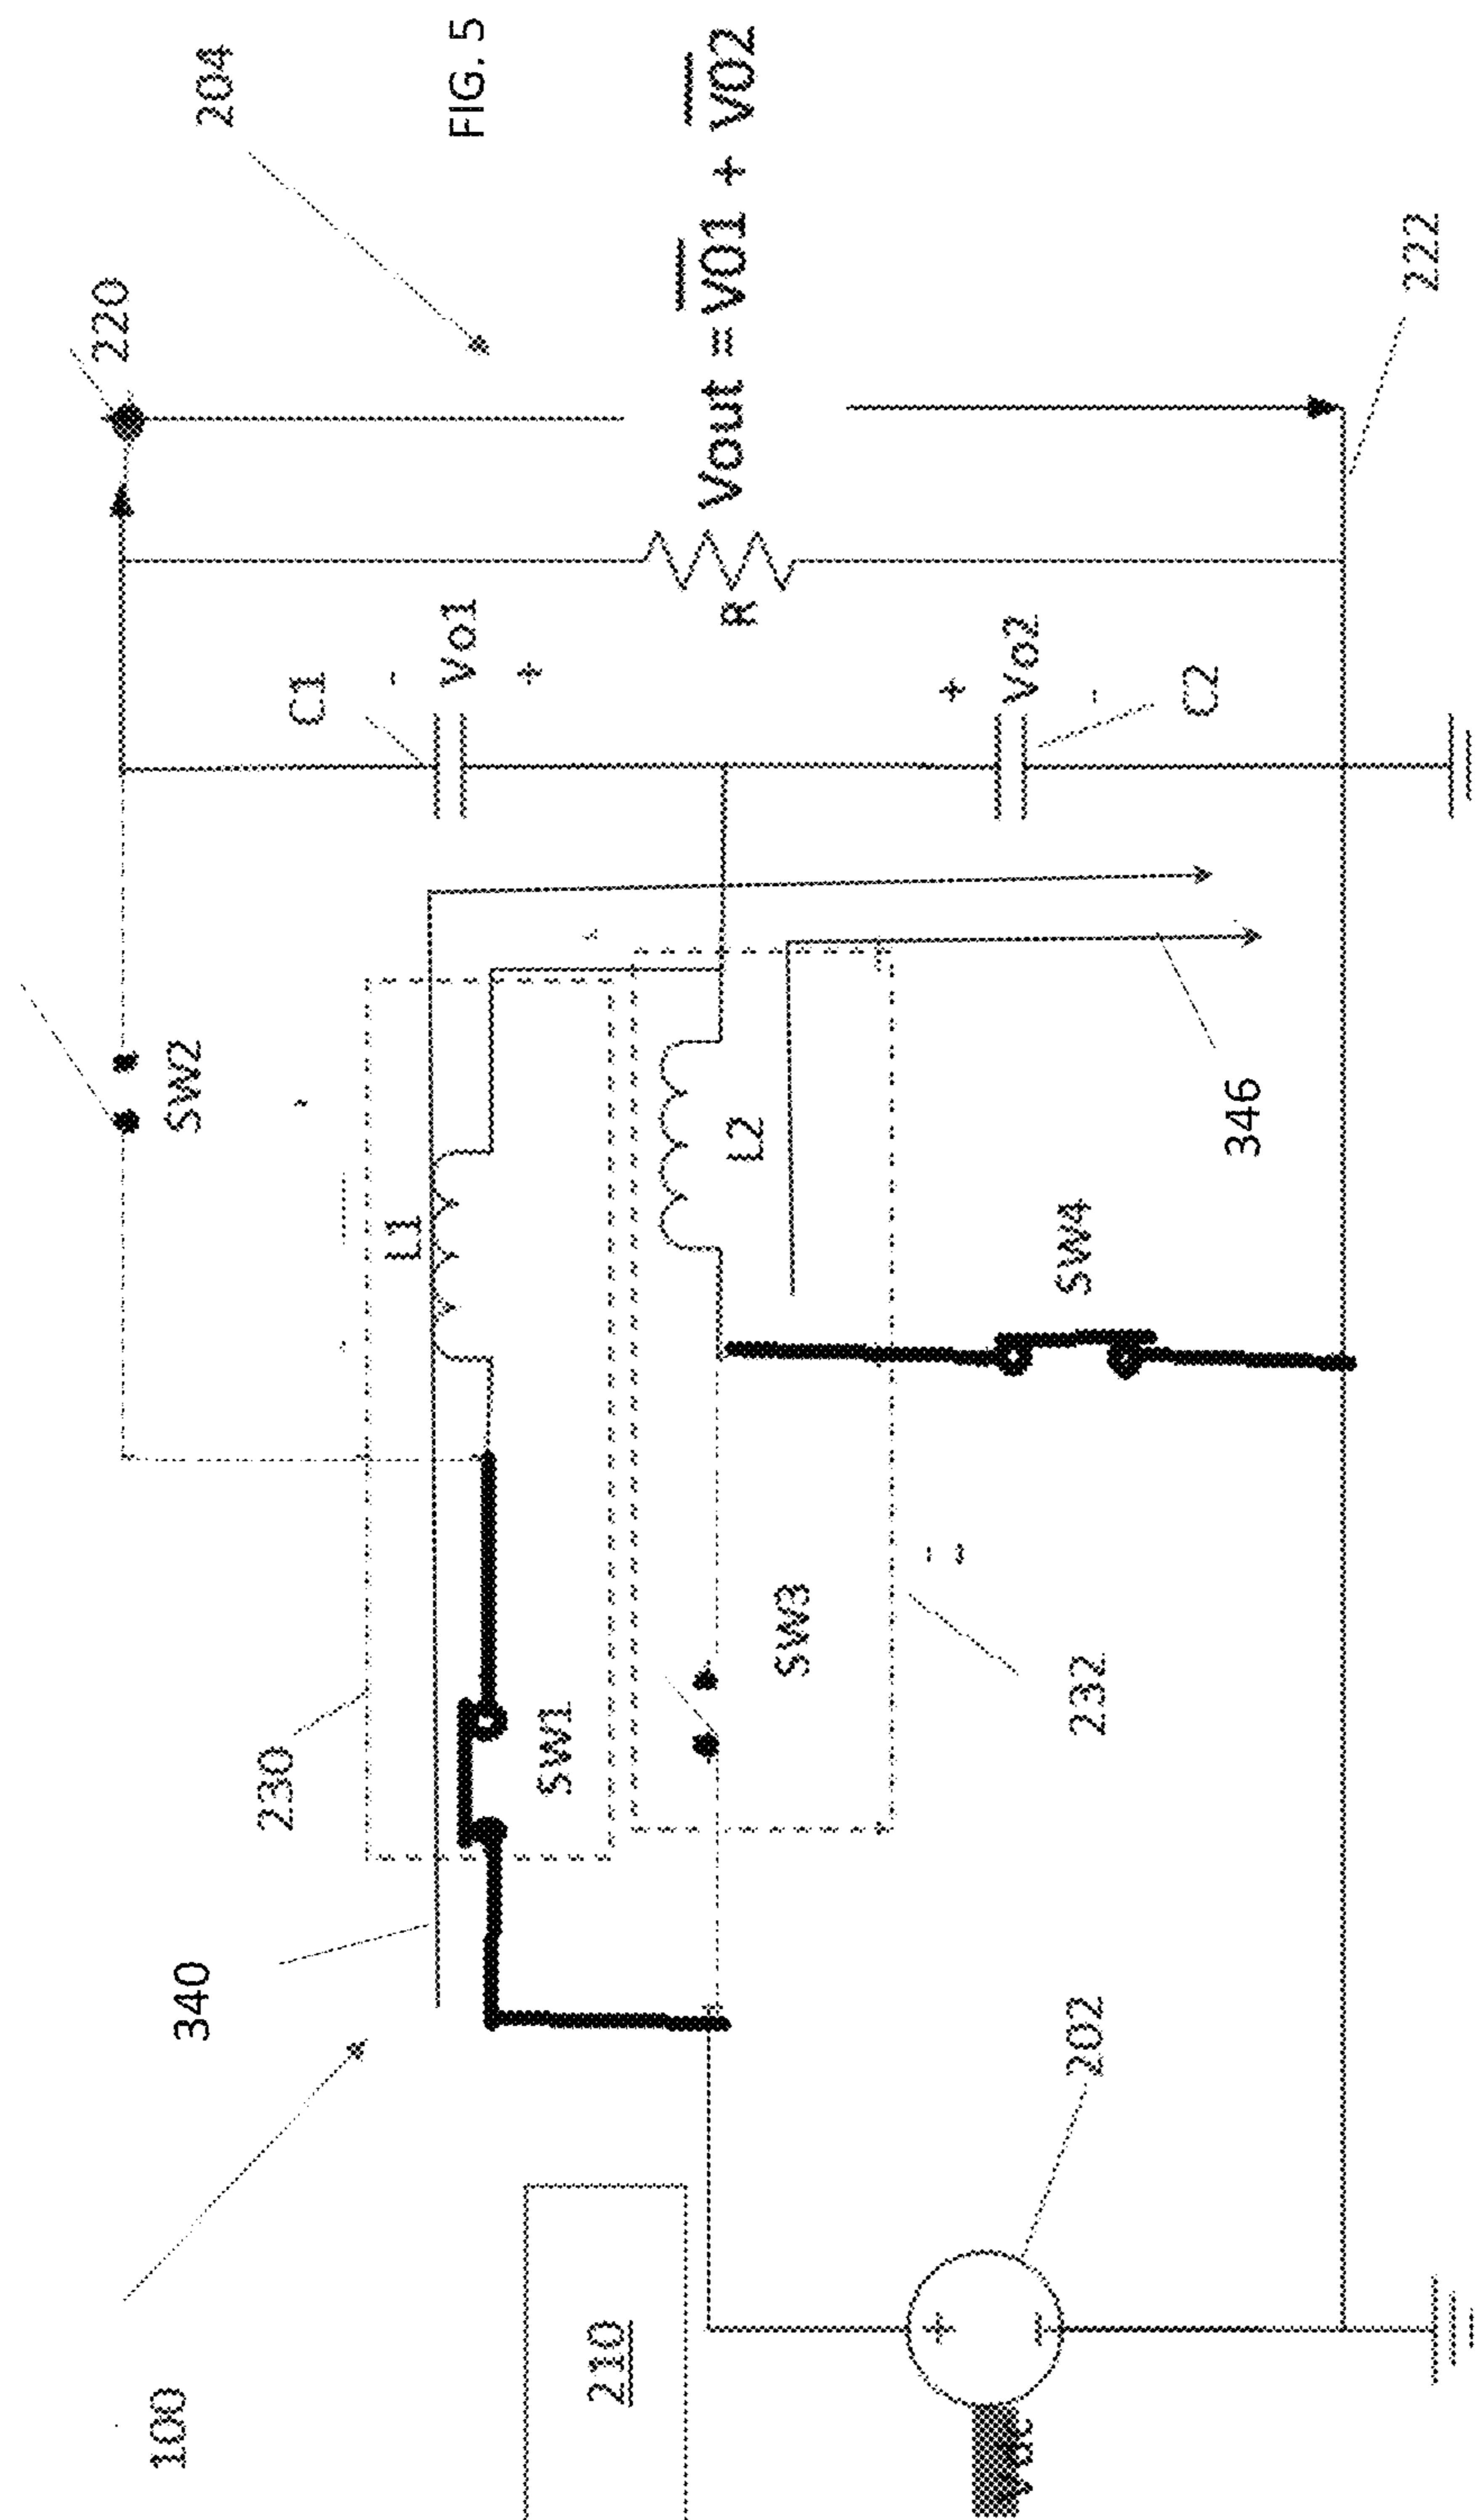 FIG. 5
100
204
220
SW2
C1
-
Vo1
+
340
230
L1
SW1
R
Vout = V01 + V02
210
L2
SW3
+
Vo2
-
C2
232
SW4
346
202
+
-
222